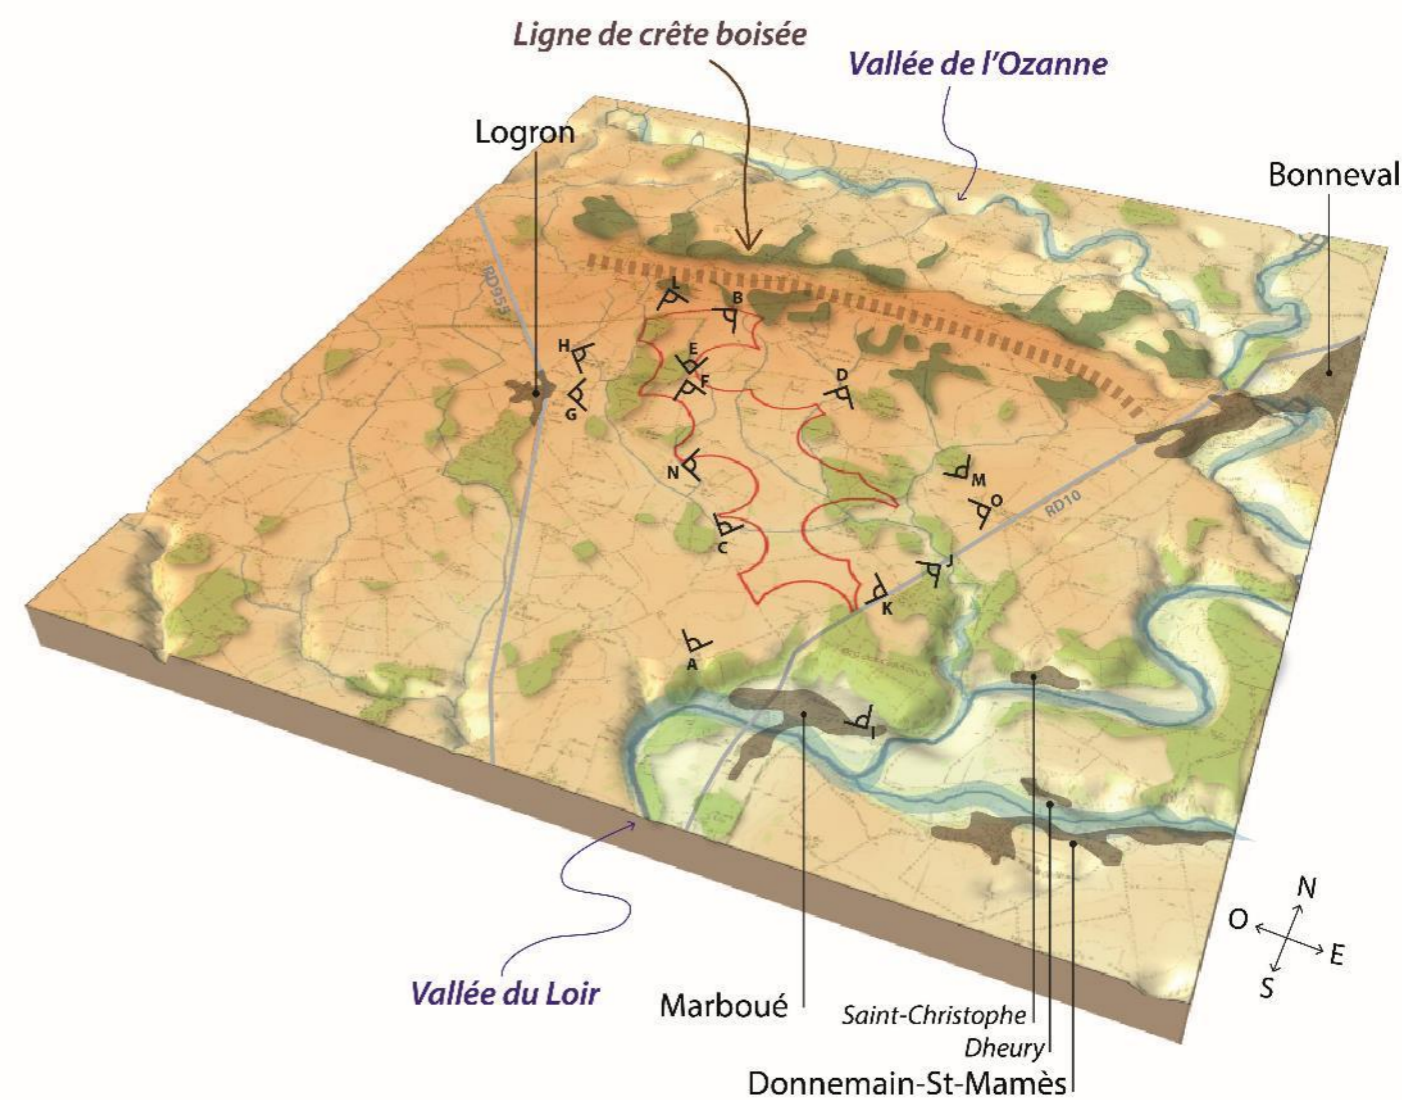 Ligne de crête boisée
Vallée de l'Ozanne
Logron
Bonneval
RD955
L
B
H
E
F
D
G
N
M
O
RD10
C
J
K
A
I
N
O
E
S
Vallée du Loir
Marboué
Saint-Christophe
Dheury
Donnemain-St-Mamès